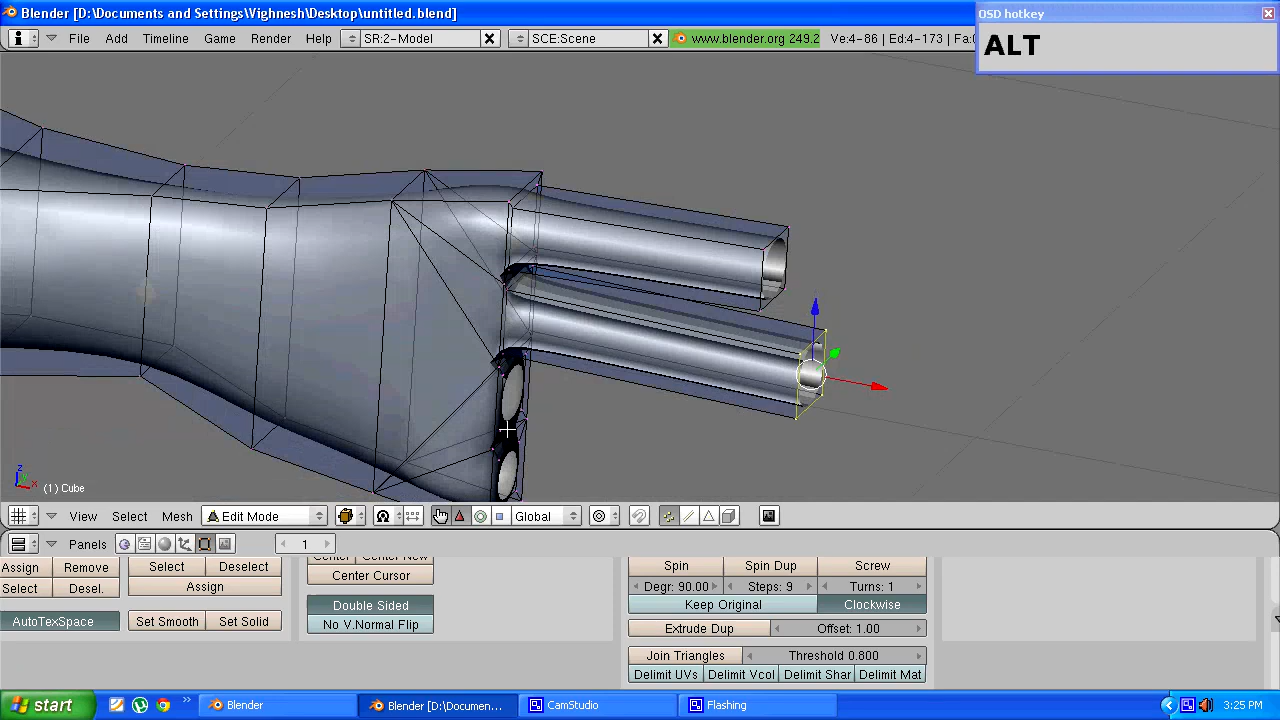 Blender [D:\Documents and Settings\Vighnesh\Desktop\untitled.blend]
OSD hotkey
ALT
File Add Timeline Game Render Help SR:2-Model SCE:Scene www.blender.org 249.2 Ve:4-86 | Ed:4-173 | Fa:0
z
x
(1) Cube
View Select Mesh Edit Mode Global
Panels 1
Assign Remove Select Deselect Center Center New Spin Spin Dup Screw
Select Desel. Assign Center Cursor Degr: 90.00 Steps: 9 Turns: 1
Double Sided Keep Original Clockwise
AutoTexSpace Set Smooth Set Solid No V.Normal Flip Extrude Dup Offset: 1.00
Join Triangles Threshold 0.800
Delimit UVs Delimit Vcol Delimit Shar Delimit Mat
start Blender Blender [D:\Documen... CamStudio Flashing 3:25 PM